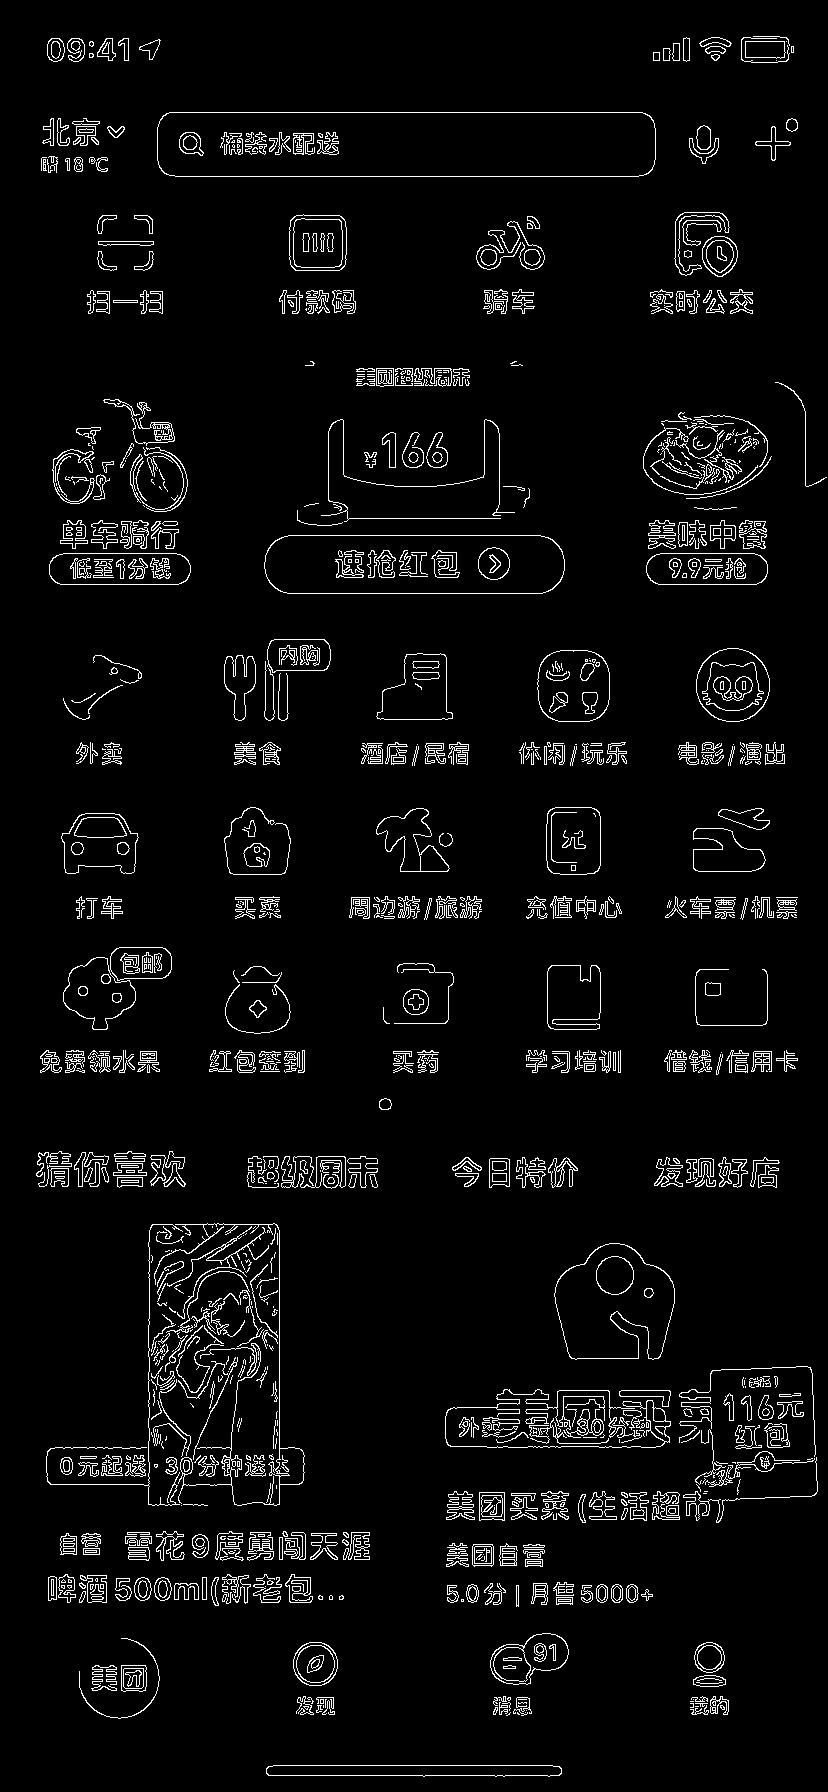 09:41
北京
晴 18°C
桶装水配送
扫一扫
付款码
骑车
实时公交
美团超级周末
¥166
单车骑行
低至1分钱
速抢红包
美味中餐
9.9元抢
内购
外卖
美食
酒店/民宿
休闲/玩乐
电影/演出
打车
买菜
周边游/旅游
充值中心
火车票/机票
包邮
免费领水果
红包签到
买药
学习培训
借钱/信用卡
猜你喜欢
超级周末
今日特价
发现好店
0元起送·30分钟送达
自营 雪花9度勇闯天涯
啤酒500ml(新老包...
美团买菜
外卖 最快30分钟
116元
红包
美团买菜(生活超市)
美团自营
5.0分 | 月售5000+
美团
发现
91
消息
我的